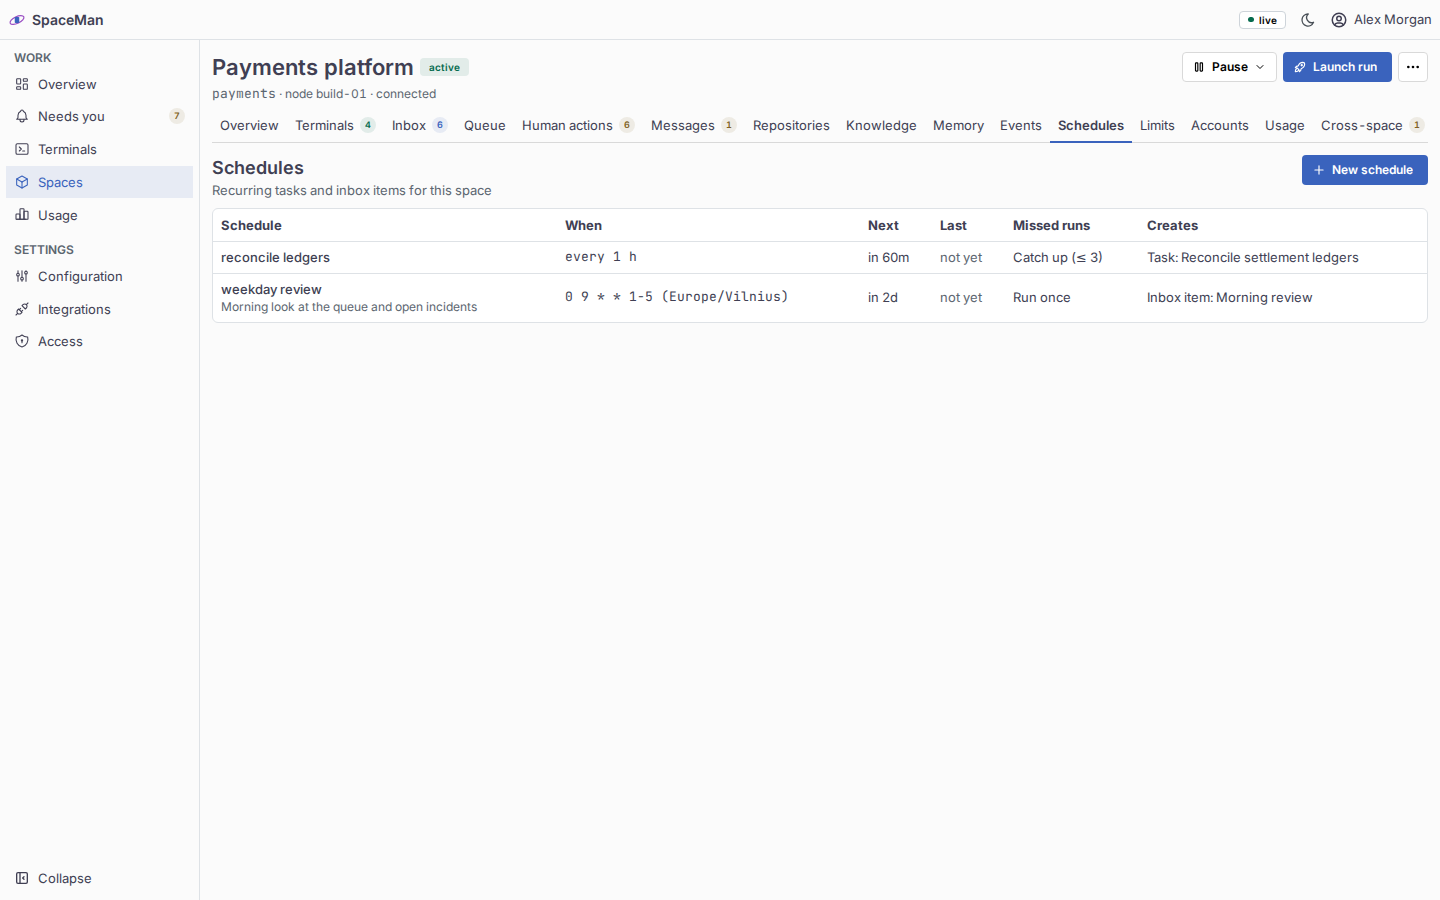 SpaceMan
live
Alex Morgan
WORK
Overview
Needs you 7
Terminals
Spaces
Usage
SETTINGS
Configuration
Integrations
Access
Collapse
Payments platform active
payments · node build-01 · connected
Pause
Launch run
Overview Terminals 4 Inbox 6 Queue Human actions 6 Messages 1 Repositories Knowledge Memory Events Schedules Limits Accounts Usage Cross-space 1
Schedules
Recurring tasks and inbox items for this space
New schedule
Schedule When Next Last Missed runs Creates
reconcile ledgers every 1 h in 60m not yet Catch up (≤ 3) Task: Reconcile settlement ledgers
weekday review 0 9 * * 1-5 (Europe/Vilnius) in 2d not yet Run once Inbox item: Morning review
Morning look at the queue and open incidents